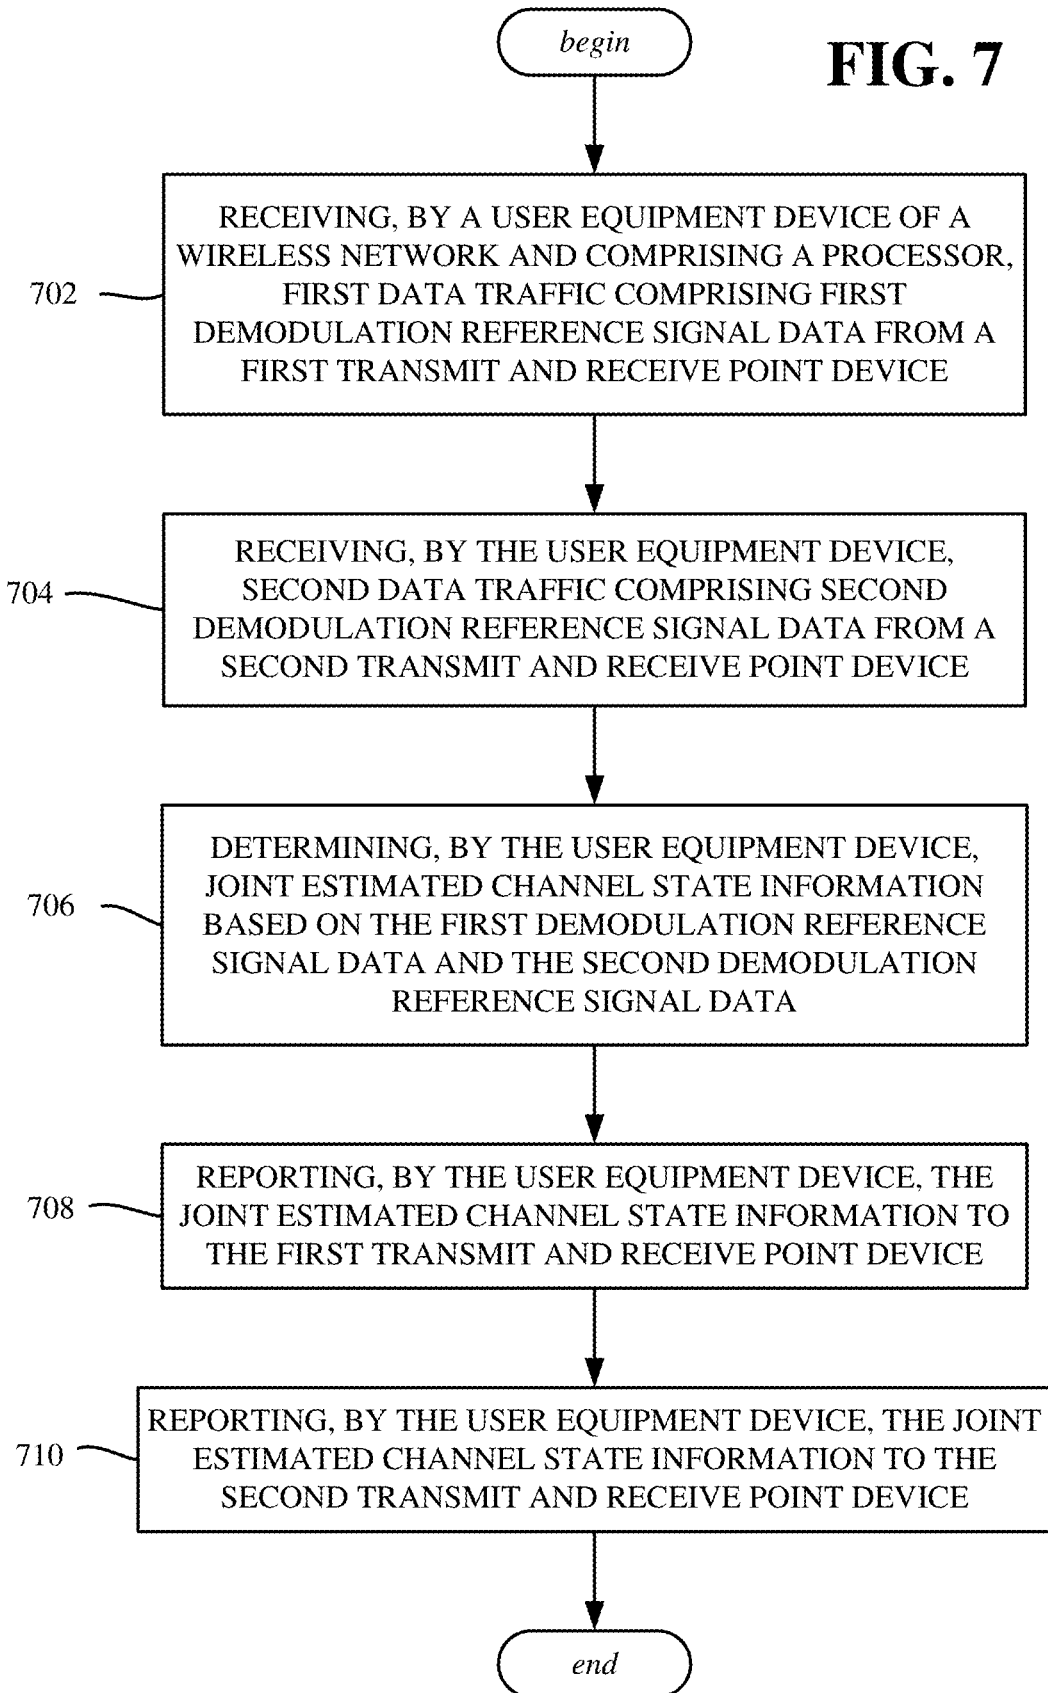 begin
FIG. 7
RECEIVING, BY A USER EQUIPMENT DEVICE OF A
WIRELESS NETWORK AND COMPRISING A PROCESSOR,
FIRST DATA TRAFFIC COMPRISING FIRST
DEMODULATION REFERENCE SIGNAL DATA FROM A
FIRST TRANSMIT AND RECEIVE POINT DEVICE
702
RECEIVING, BY THE USER EQUIPMENT DEVICE,
SECOND DATA TRAFFIC COMPRISING SECOND
DEMODULATION REFERENCE SIGNAL DATA FROM A
SECOND TRANSMIT AND RECEIVE POINT DEVICE
704
DETERMINING, BY THE USER EQUIPMENT DEVICE,
JOINT ESTIMATED CHANNEL STATE INFORMATION
BASED ON THE FIRST DEMODULATION REFERENCE
SIGNAL DATA AND THE SECOND DEMODULATION
REFERENCE SIGNAL DATA
706
REPORTING, BY THE USER EQUIPMENT DEVICE, THE
JOINT ESTIMATED CHANNEL STATE INFORMATION TO
THE FIRST TRANSMIT AND RECEIVE POINT DEVICE
708
REPORTING, BY THE USER EQUIPMENT DEVICE, THE JOINT
ESTIMATED CHANNEL STATE INFORMATION TO THE
SECOND TRANSMIT AND RECEIVE POINT DEVICE
710
end